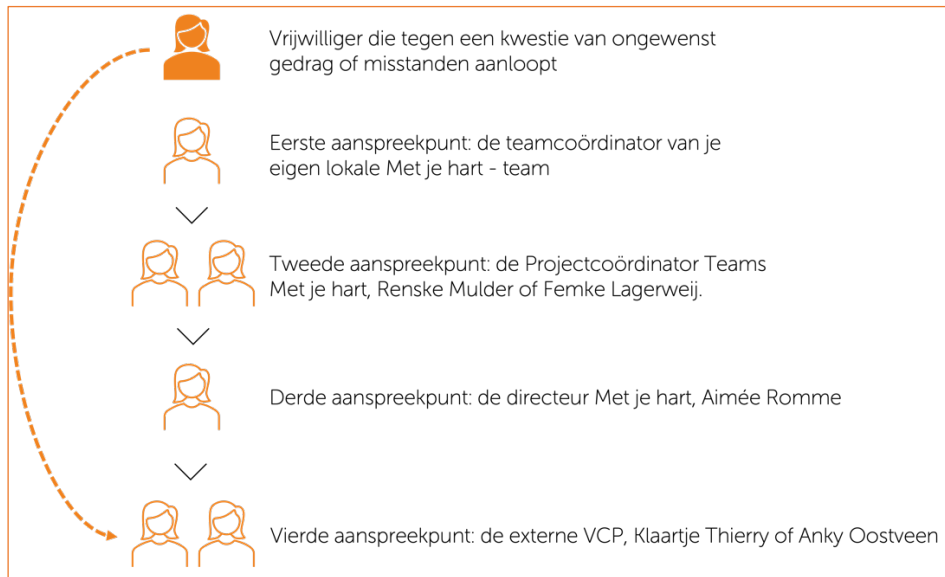 Vrijwilliger die tegen een kwestie van ongewenst
gedrag of misstanden aanloopt
Eerste aanspreekpunt: de teamcoördinator van je
eigen lokale Met je hart - team
Tweede aanspreekpunt: de Projectcoördinator Teams
Met je hart, Renske Mulder of Femke Lagerweij.
Derde aanspreekpunt: de directeur Met je hart, Aimée Romme
Vierde aanspreekpunt: de externe VCP, Klaartje Thierry of Anky Oostveen